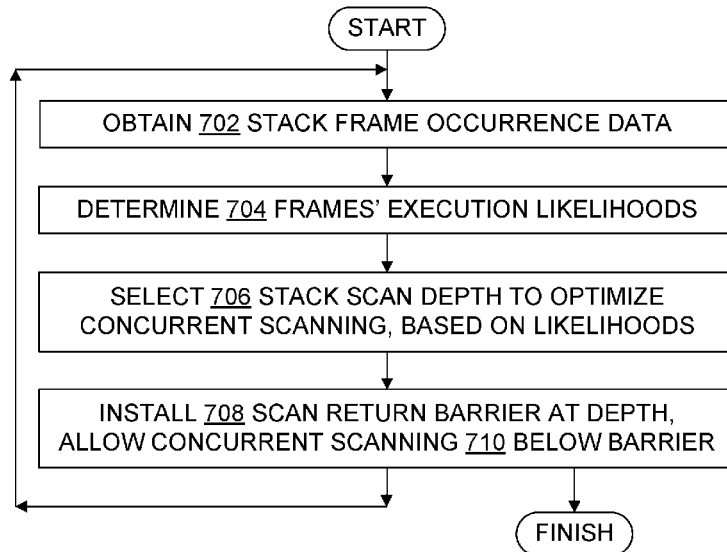 START
OBTAIN 702 STACK FRAME OCCURRENCE DATA
DETERMINE 704 FRAMES' EXECUTION LIKELIHOODS
SELECT 706 STACK SCAN DEPTH TO OPTIMIZE
CONCURRENT SCANNING, BASED ON LIKELIHOODS
INSTALL 708 SCAN RETURN BARRIER AT DEPTH,
ALLOW CONCURRENT SCANNING 710 BELOW BARRIER
FINISH